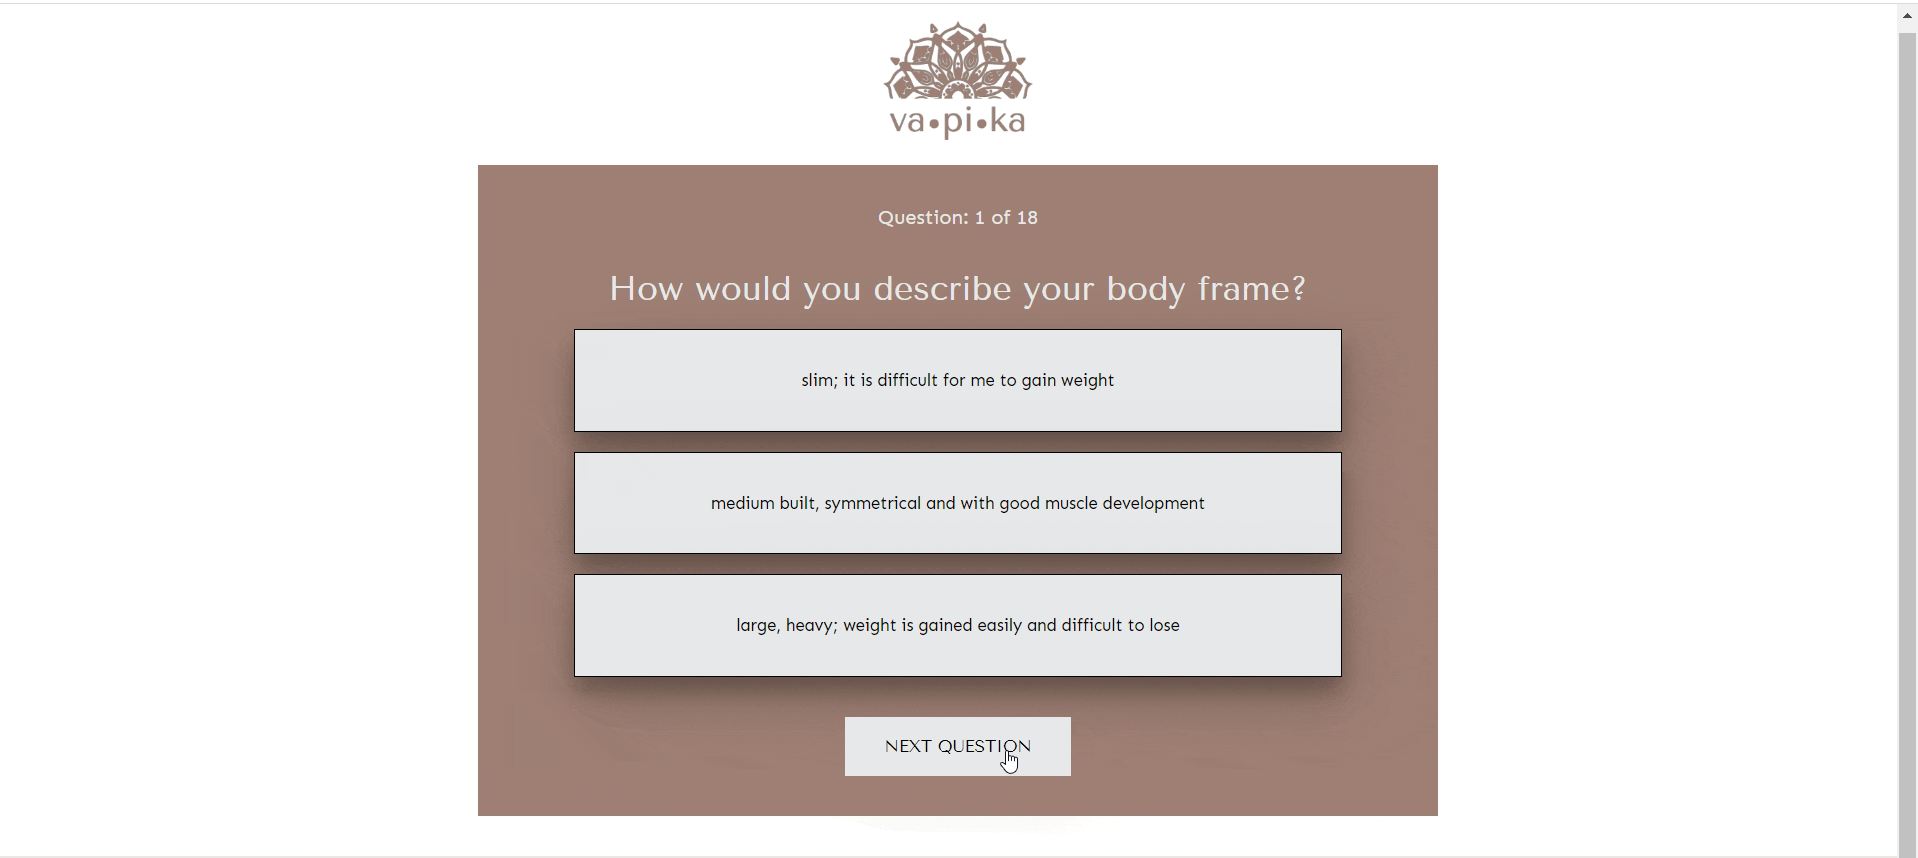 va•pi•ka
Question: 1 of 18
How would you describe your body frame?
slim; it is difficult for me to gain weight
medium built, symmetrical and with good muscle development
large, heavy; weight is gained easily and difficult to lose
NEXT QUESTION